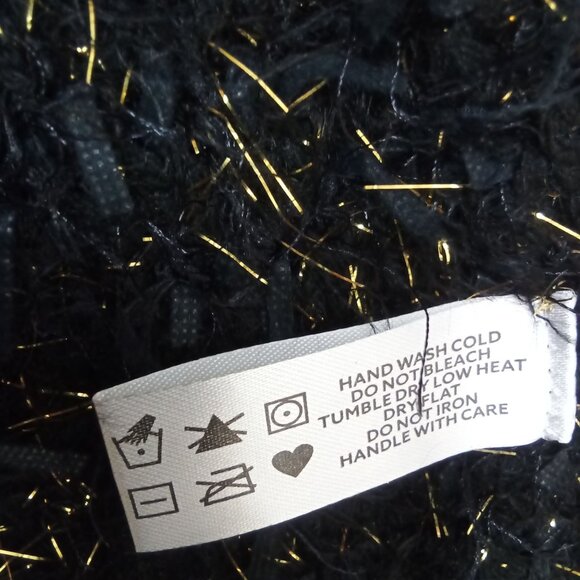 HAND WASH COLD
DO NOT BLEACH
TUMBLE DRY LOW HEAT
DRY FLAT
DO NOT IRON
HANDLE WITH CARE